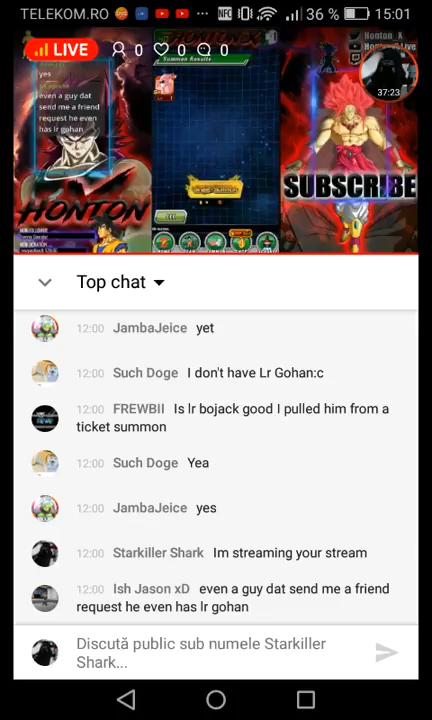 TELEKOM.RO ... NFC 36 % 15:01
LIVE 0 0 0
yes
even a guy dat
send me a friend
request he even
has lr gohan
Summon Results
Honton_X
37:23
SUBSCRIBE
HONTON
Top chat
12:00 JambaJeice yet
12:00 Such Doge I don't have Lr Gohan:c
12:00 FREWBII Is lr bojack good I pulled him from a
ticket summon
12:00 Such Doge Yea
12:00 JambaJeice yes
12:00 Starkiller Shark Im streaming your stream
12:00 Ish Jason xD even a guy dat send me a friend
request he even has lr gohan
Discută public sub numele Starkiller
Shark...